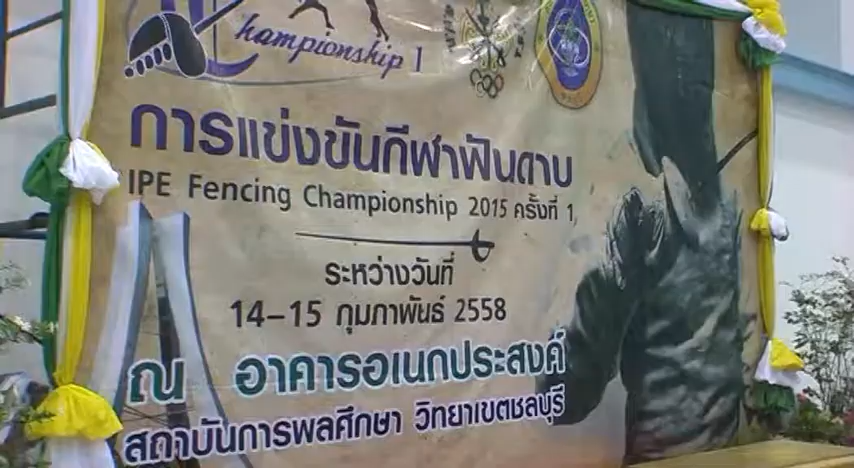 hampionship 1
การแข่งขันกีฬาฟันดาบ
IPE Fencing Championship 2015 ครั้งที่ 1
ระหว่างวันที่
14-15 กุมภาพันธ์ 2558
ณ อาคารอเนกประสงค์
สถาบันการพลศึกษา วิทยาเขตชลบุรี